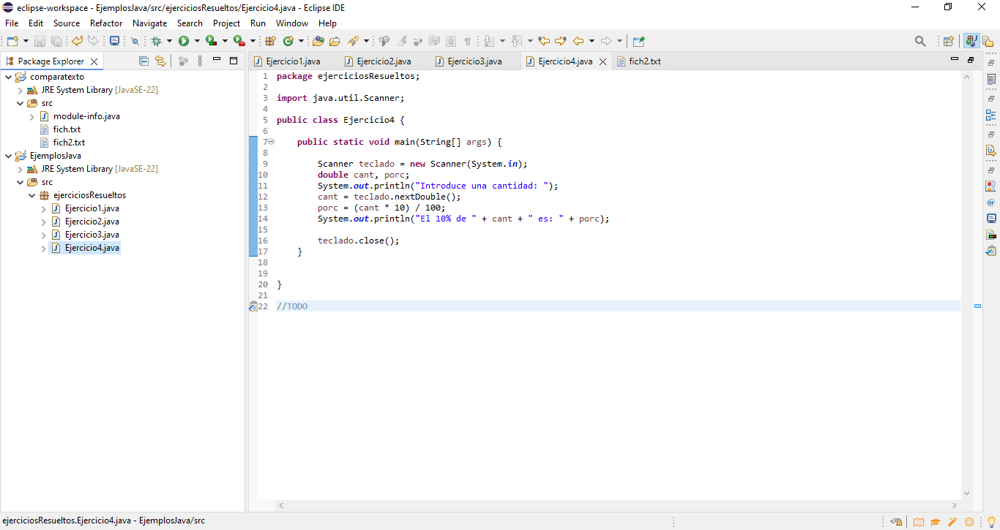 eclipse-workspace - EjemplosJava/src/ejerciciosResueltos/Ejercicio4.java - Eclipse IDE
File Edit Source Refactor Navigate Search Project Run Window Help
Package Explorer
comparatexto
JRE System Library [JavaSE-22]
src
module-info.java
fich.txt
fich2.txt
EjemplosJava
JRE System Library [JavaSE-22]
src
ejerciciosResueltos
Ejercicio1.java
Ejercicio2.java
Ejercicio3.java
Ejercicio4.java
Ejercicio1.java Ejercicio2.java Ejercicio3.java Ejercicio4.java fich2.txt
1 package ejerciciosResueltos;
2
3 import java.util.Scanner;
4
5 public class Ejercicio4 {
6
7 public static void main(String[] args) {
8
9 Scanner teclado = new Scanner(System.in);
10 double cant, porc;
11 System.out.println("Introduce una cantidad: ");
12 cant = teclado.nextDouble();
13 porc = (cant * 10) / 100;
14 System.out.println("El 10% de " + cant + " es: " + porc);
15
16 teclado.close();
17 }
18
19
20 }
21
22 //TODO
ejerciciosResueltos.Ejercicio4.java - EjemplosJava/src